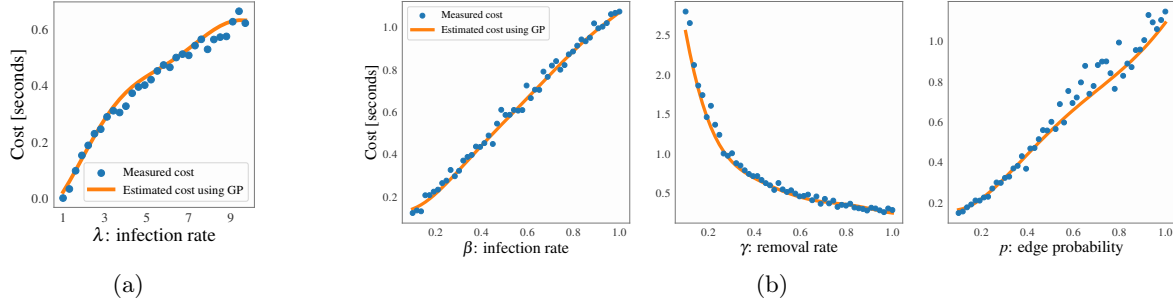 Cost [seconds]
0.6
0.4
0.2
0.0
Measured cost
Estimated cost using GP
1 3 5 7 9
λ: infection rate
(a)
Cost [seconds]
1.0
0.8
0.6
0.4
0.2
Measured cost
Estimated cost using GP
0.2 0.4 0.6 0.8 1.0
β: infection rate
2.5
2.0
1.5
1.0
0.5
0.2 0.4 0.6 0.8 1.0
γ: removal rate
1.0
0.8
0.6
0.4
0.2
0.2 0.4 0.6 0.8 1.0
p: edge probability
(b)